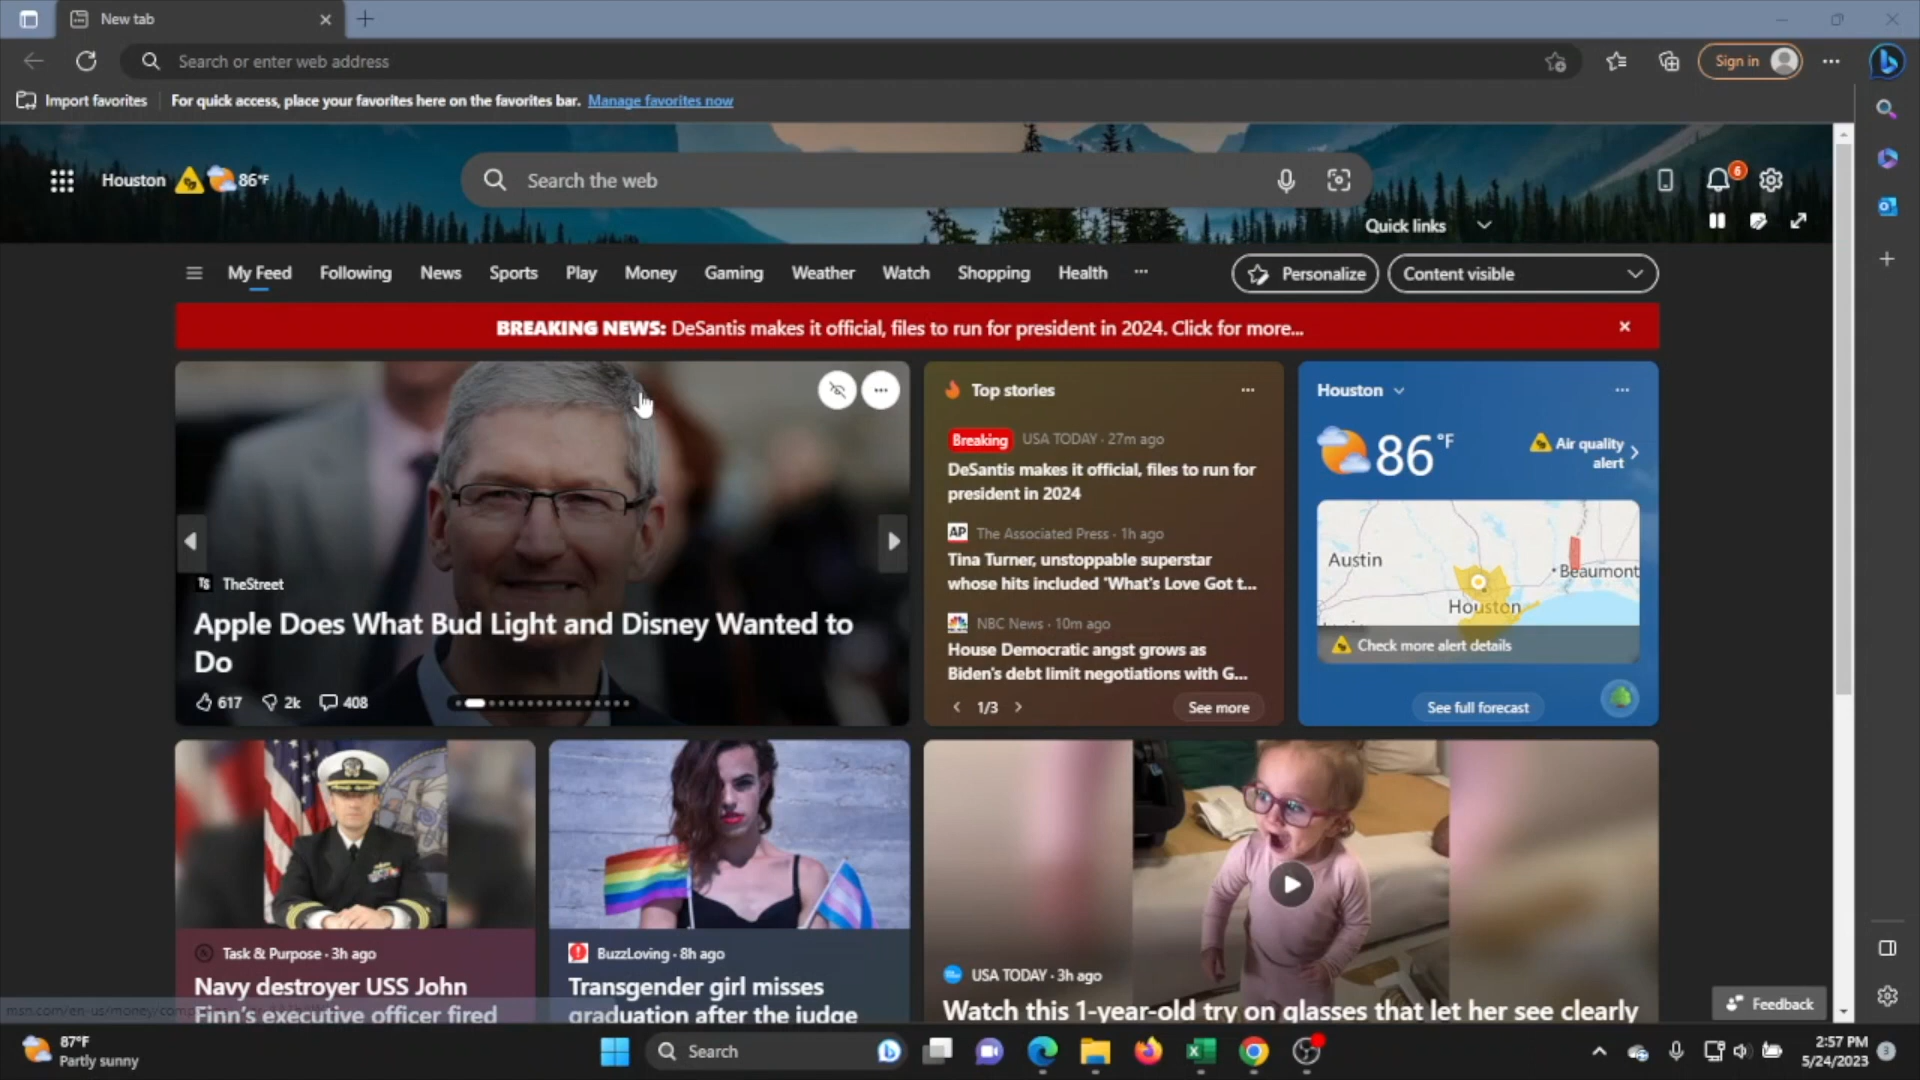 New tab
Search or enter web address
Sign in
Import favorites
For quick access, place your favorites here on the favorites bar. Manage favorites now
Houston
86°F
Search the web
6
Quick links
My Feed
Following
News
Sports
Play
Money
Gaming
Weather
Watch
Shopping
Health
Personalize
Content visible
BREAKING NEWS: DeSantis makes it official, files to run for president in 2024. Click for more...
TS TheStreet
Apple Does What Bud Light and Disney Wanted to
Do
617
2k
408
Top stories
Breaking USA TODAY · 27m ago
DeSantis makes it official, files to run for
president in 2024
AP The Associated Press · 1h ago
Tina Turner, unstoppable superstar
whose hits included 'What's Love Got t...
NBC News · 10m ago
House Democratic angst grows as
Biden's debt limit negotiations with G...
1/3
See more
Houston
86 °F
Air quality
alert
Austin
Beaumont
Houston
Check more alert details
See full forecast
Task & Purpose · 3h ago
Navy destroyer USS John
Finn's executive officer fired
BuzzLoving · 8h ago
Transgender girl misses
graduation after the judge
USA TODAY · 3h ago
Watch this 1-year-old try on glasses that let her see clearly
Feedback
87°F
Partly sunny
Search
2:57 PM
5/24/2023
3